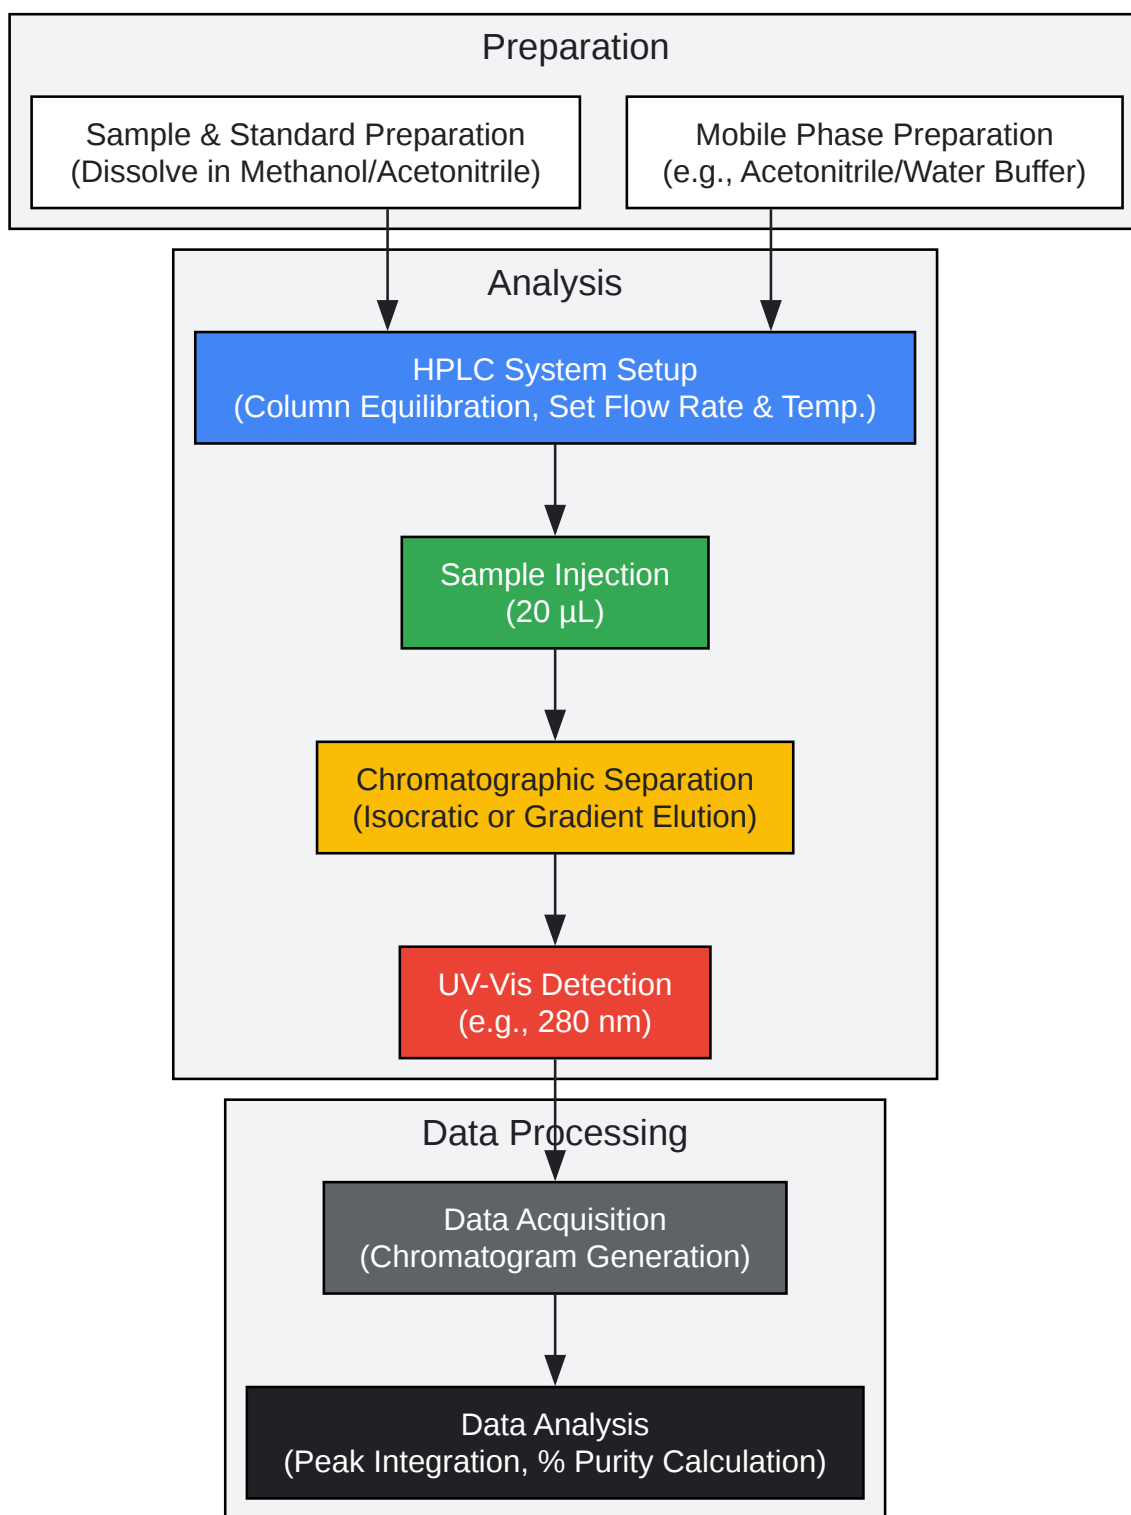 Preparation
Sample & Standard Preparation
(Dissolve in Methanol/Acetonitrile)
Mobile Phase Preparation
(e.g., Acetonitrile/Water Buffer)
Analysis
HPLC System Setup
(Column Equilibration, Set Flow Rate & Temp.)
Sample Injection
(20 µL)
Chromatographic Separation
(Isocratic or Gradient Elution)
UV-Vis Detection
(e.g., 280 nm)
Data Processing
Data Acquisition
(Chromatogram Generation)
Data Analysis
(Peak Integration, % Purity Calculation)